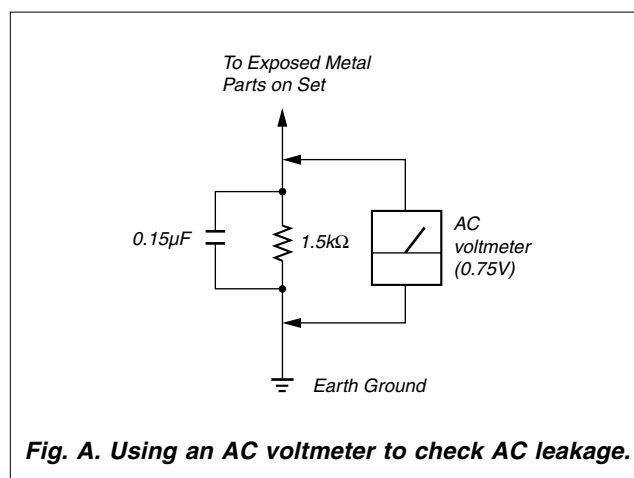 To Exposed Metal
Parts on Set
0.15μF
1.5kΩ
AC
voltmeter
(0.75V)
Earth Ground
Fig. A. Using an AC voltmeter to check AC leakage.